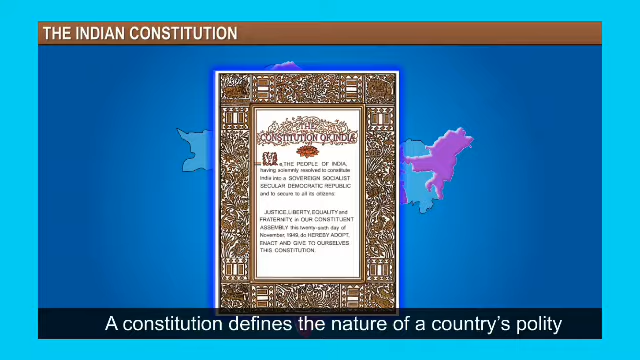 THE INDIAN CONSTITUTION
THE
CONSTITUTION OF INDIA
WE, THE PEOPLE OF INDIA,
having solemnly resolved to constitute
India into a SOVEREIGN SOCIALIST
SECULAR DEMOCRATIC REPUBLIC
and to secure to all its citizens:
JUSTICE, LIBERTY, EQUALITY and
FRATERNITY, in OUR CONSTITUENT
ASSEMBLY this twenty-sixth day of
November, 1949, do HEREBY ADOPT,
ENACT AND GIVE TO OURSELVES
THIS CONSTITUTION.
A constitution defines the nature of a country's polity